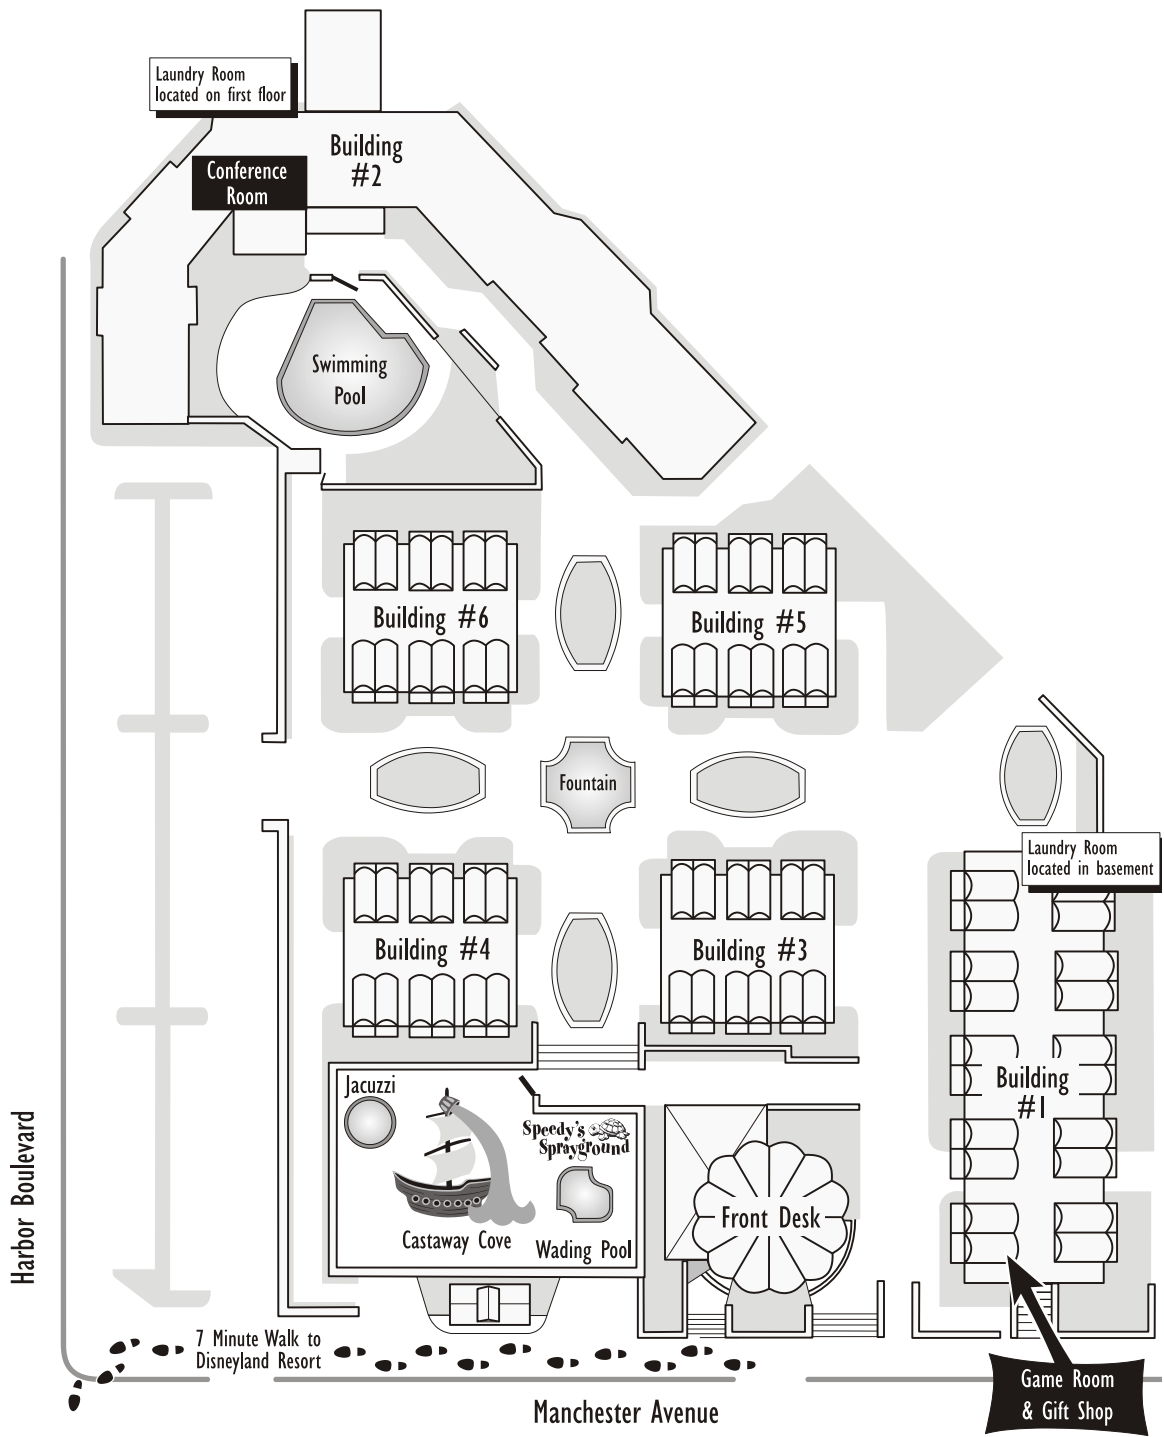 Laundry Room
located on first floor
Building
#2
Conference
Room
Swimming
Pool
Building #6
Building #5
Fountain
Laundry Room
located in basement
Building #4
Building #3
Building
#1
Jacuzzi
Speedy's
Sprayground
Castaway Cove
Wading Pool
Front Desk
Harbor Boulevard
7 Minute Walk to
Disneyland Resort
Game Room
& Gift Shop
Manchester Avenue